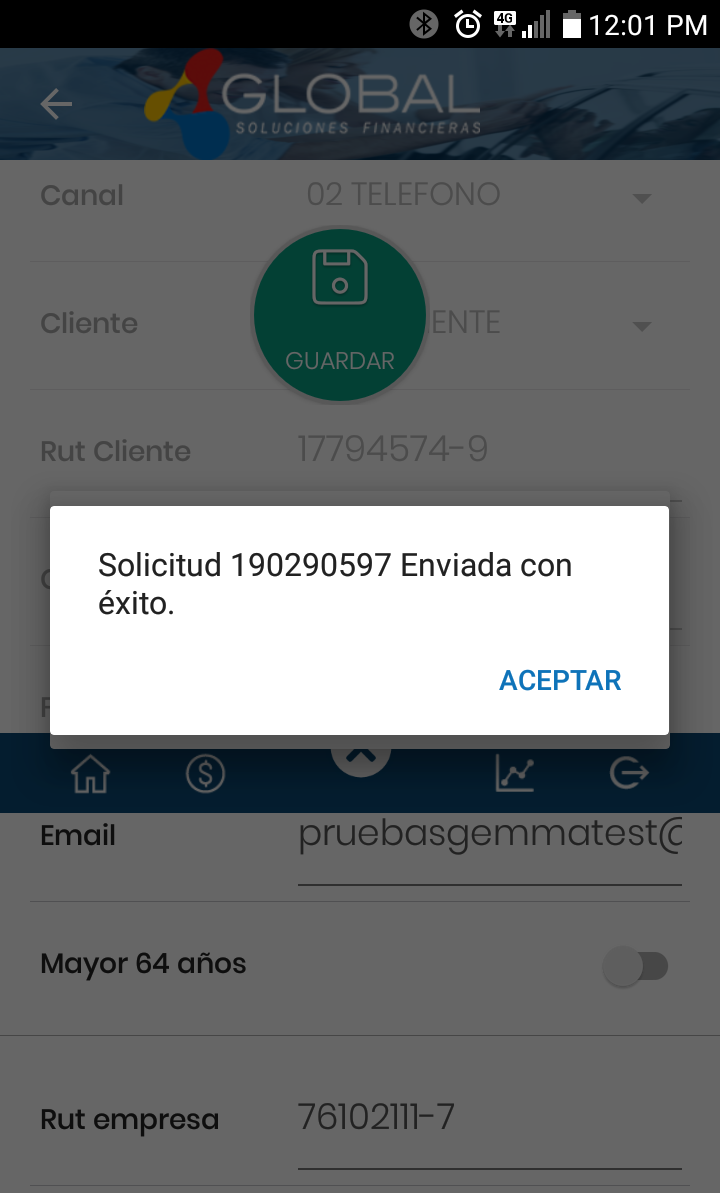 4G 12:01 PM
GLOBAL
SOLUCIONES FINANCIERAS
Canal 02 TELEFONO
Cliente ENTE
GUARDAR
Rut Cliente 17794574-9
Solicitud 190290597 Enviada con
éxito.
ACEPTAR
Email pruebasgemmatest@
Mayor 64 años
Rut empresa 76102111-7